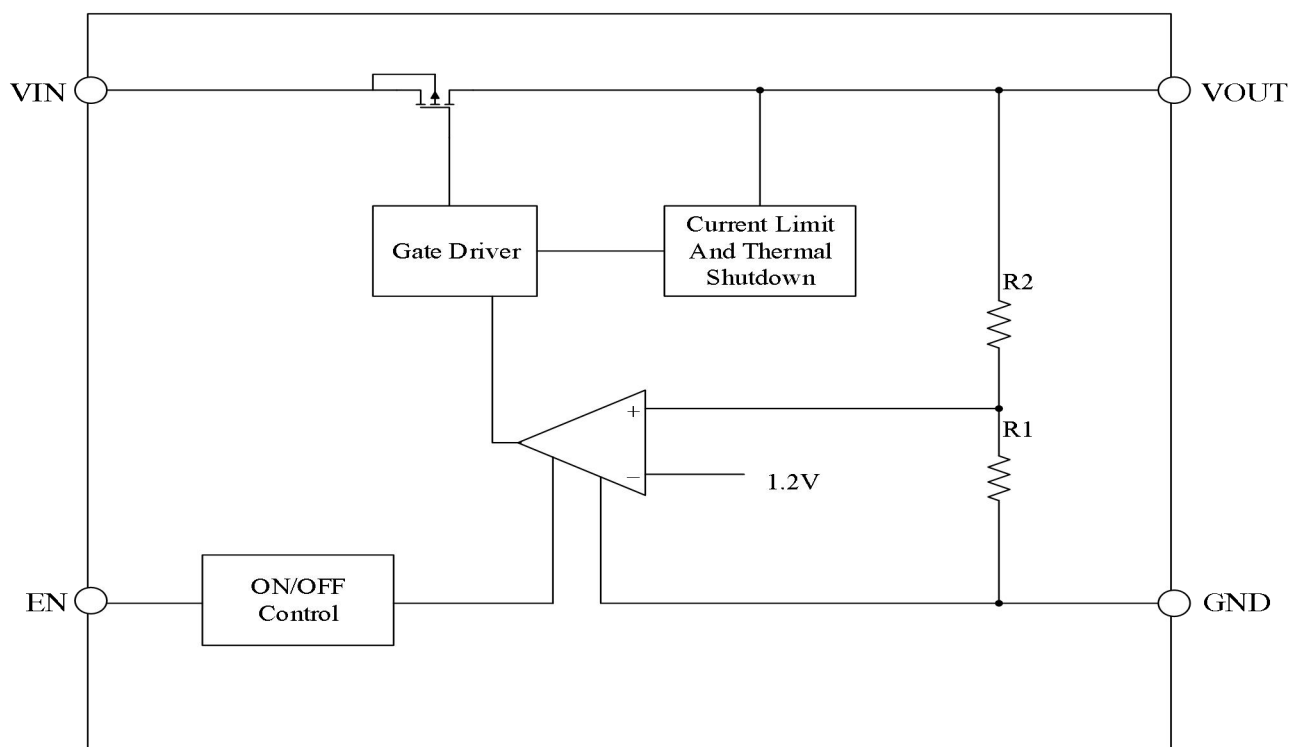 VIN
VOUT
Gate Driver
Current Limit
And Thermal
Shutdown
R2
+
R1
−
1.2V
EN
ON/OFF
Control
GND